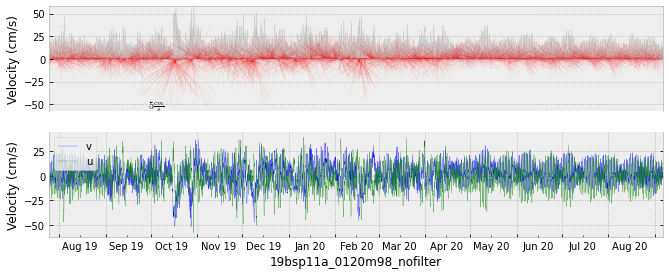 Velocity (cm/s)
50
25
0
−25
−50
5 cm/s
Velocity (cm/s)
25
0
−25
−50
v
u
Aug 19 Sep 19 Oct 19 Nov 19 Dec 19 Jan 20 Feb 20 Mar 20 Apr 20 May 20 Jun 20 Jul 20 Aug 20
19bsp11a_0120m98_nofilter